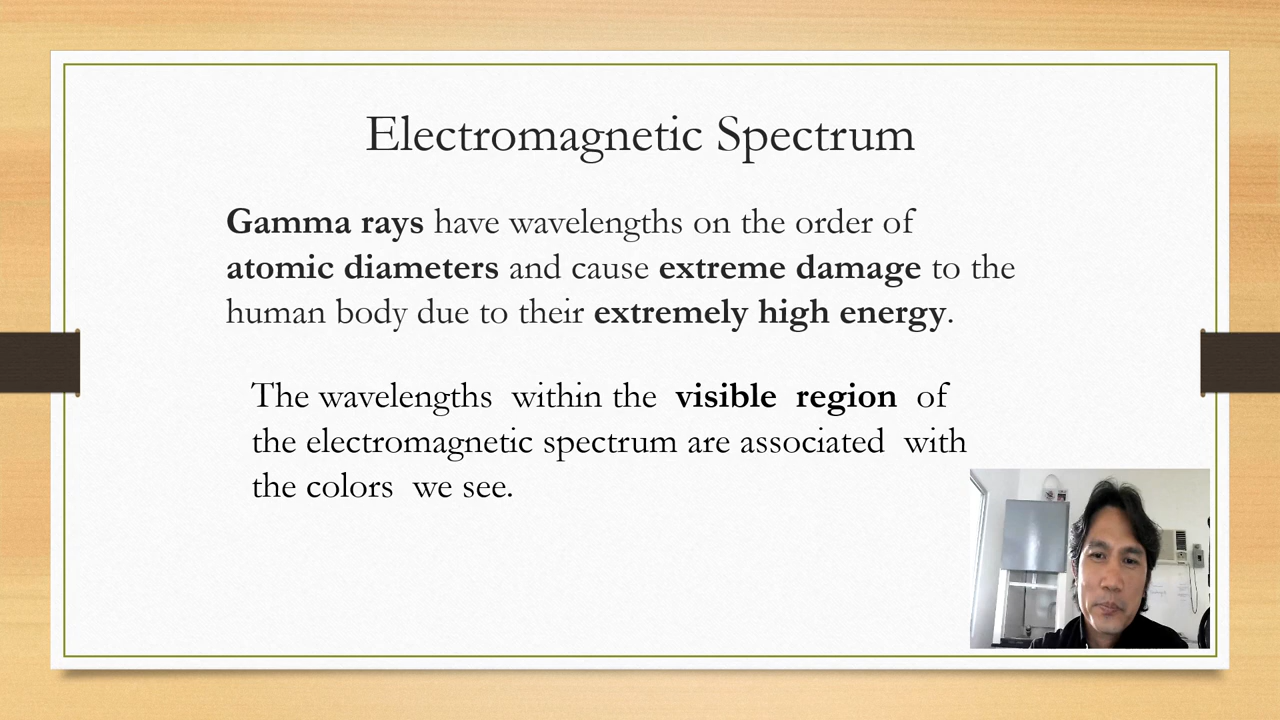 Electromagnetic Spectrum
Gamma rays have wavelengths on the order of
atomic diameters and cause extreme damage to the
human body due to their extremely high energy.
The wavelengths within the visible region of
the electromagnetic spectrum are associated with
the colors we see.